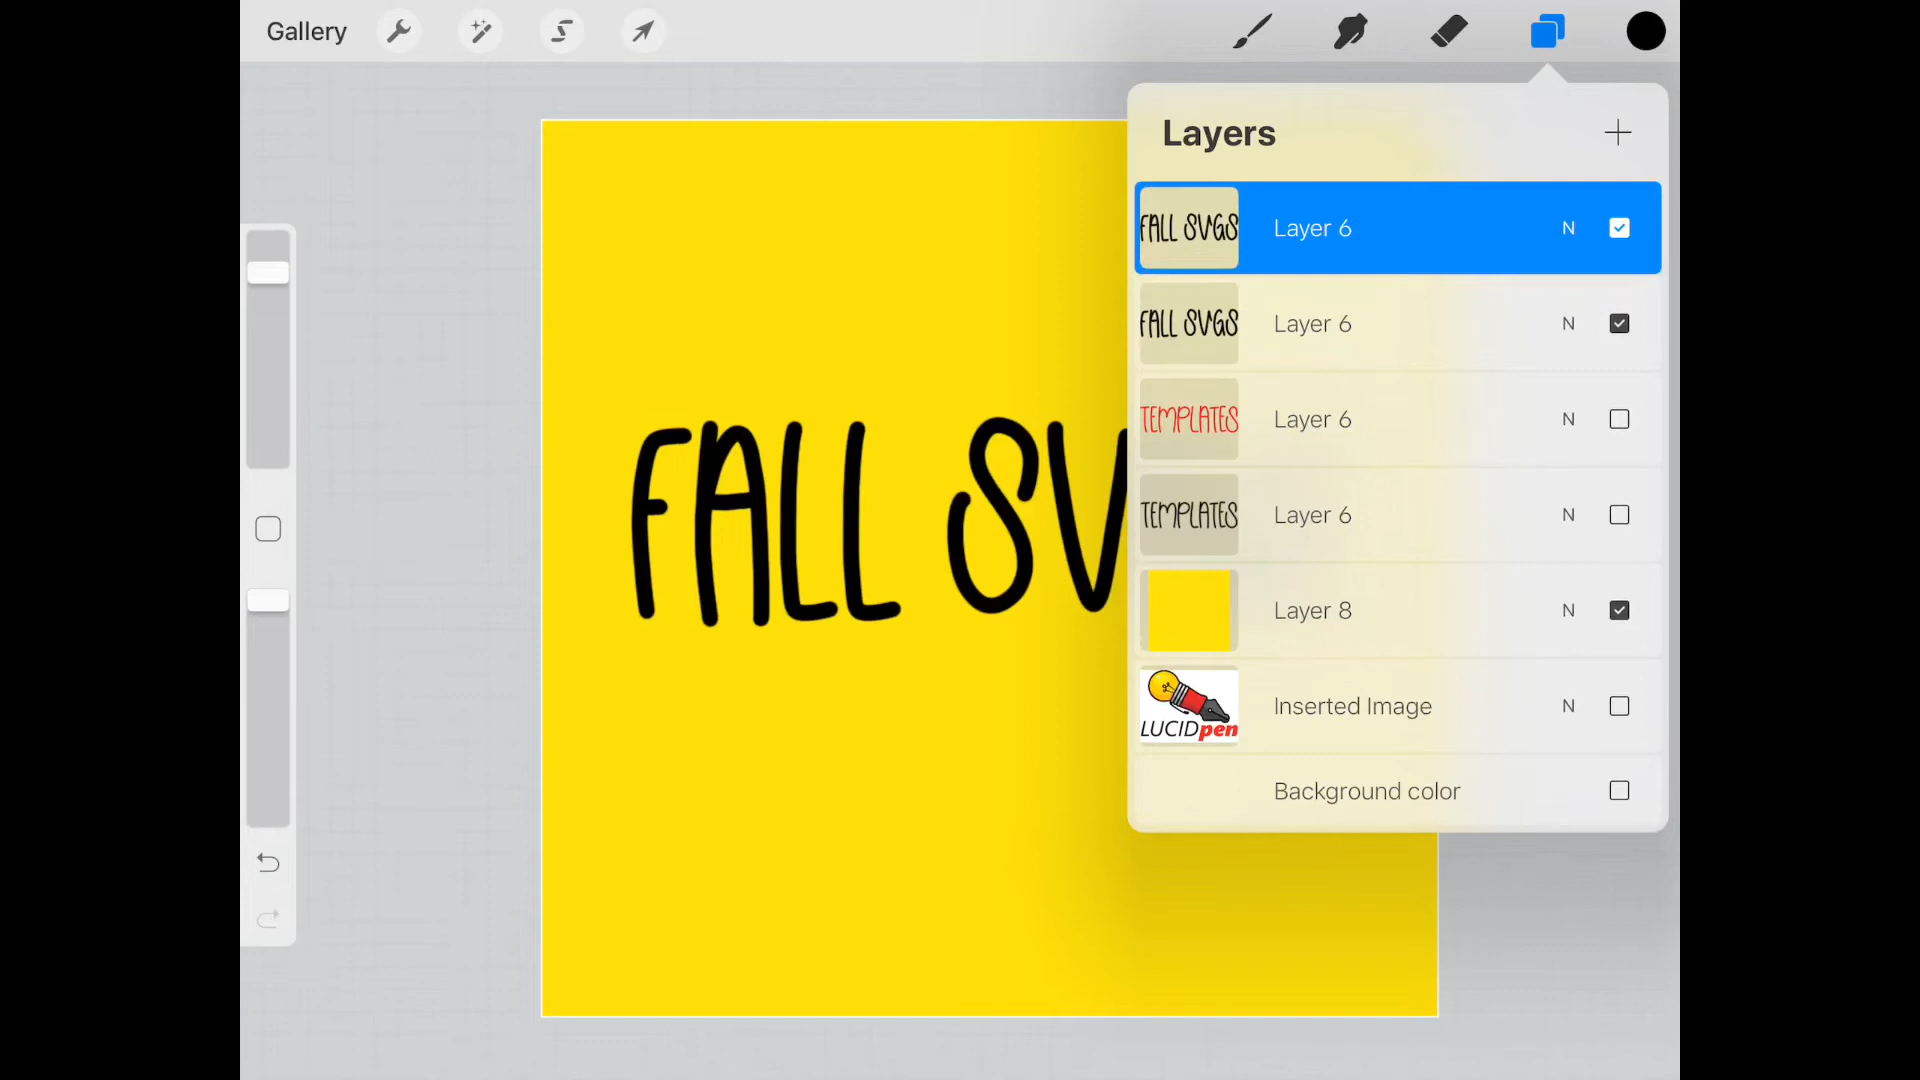 Gallery
Layers
FALL SVGS
Layer 6
N
FALL SVGS
Layer 6
N
TEMPLATES
Layer 6
N
TEMPLATES
Layer 6
N
Layer 8
N
LUCIDpen
Inserted Image
N
Background color
FALL SV